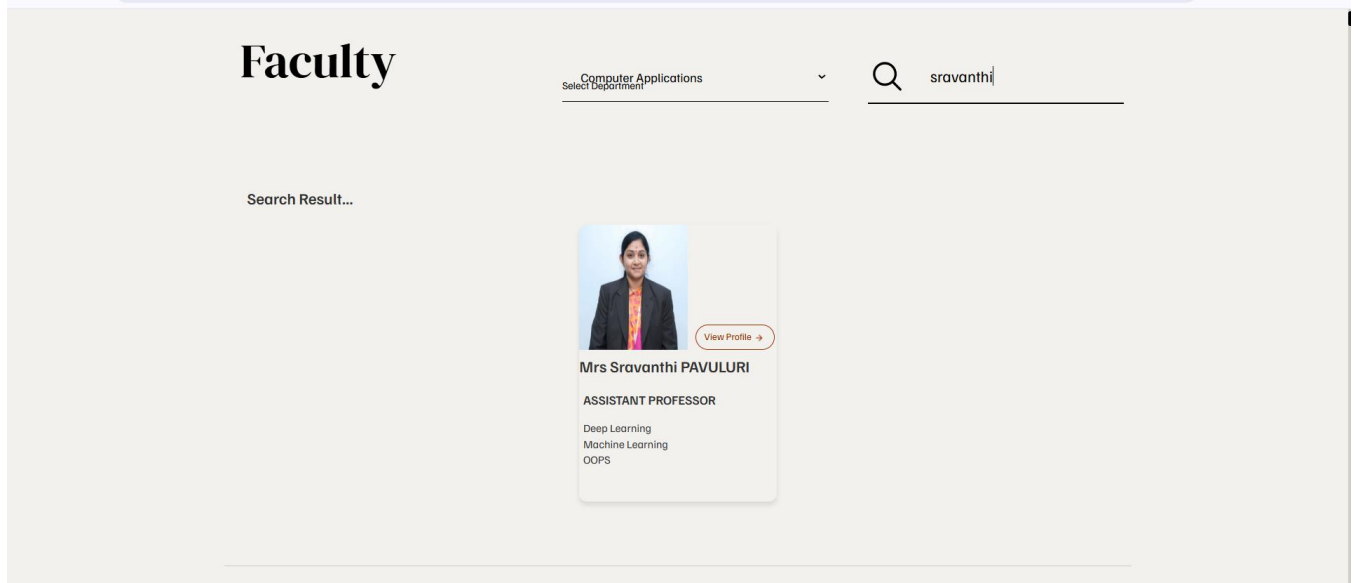 Faculty
Computer Applications
Select Department
sravanthi
Search Result...
View Profile →
Mrs Sravanthi PAVULURI
ASSISTANT PROFESSOR
Deep Learning
Machine Learning
OOPS